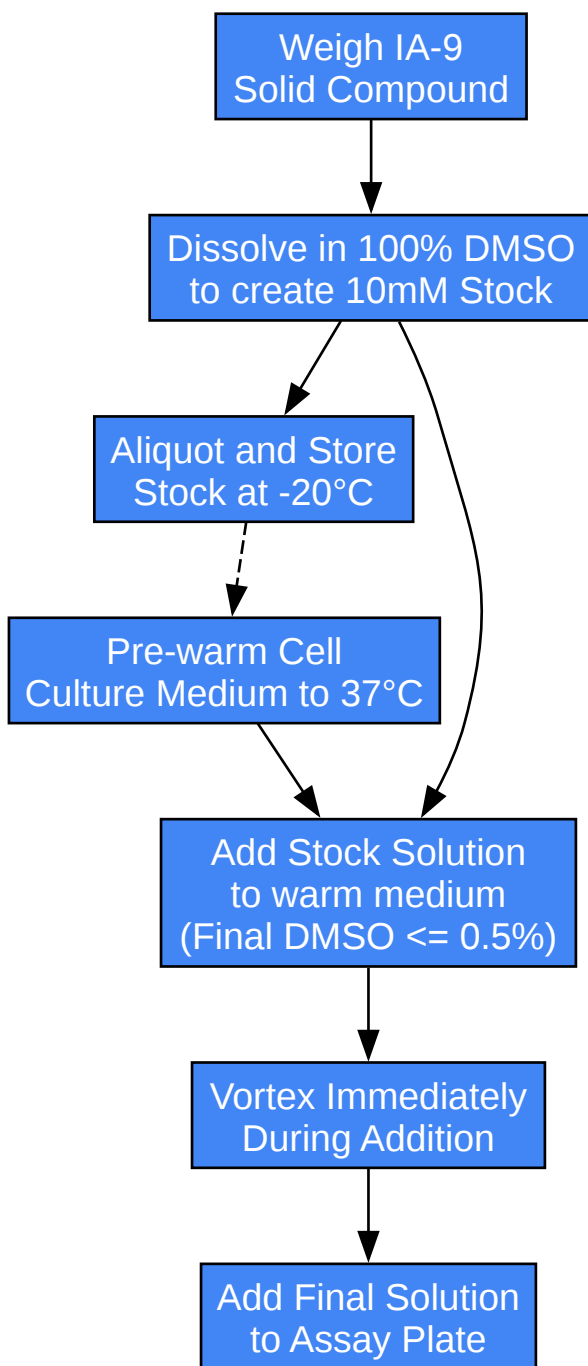 Weigh IA-9
Solid Compound
Dissolve in 100% DMSO
to create 10mM Stock
Aliquot and Store
Stock at -20°C
Pre-warm Cell
Culture Medium to 37°C
Add Stock Solution
to warm medium
(Final DMSO <= 0.5%)
Vortex Immediately
During Addition
Add Final Solution
to Assay Plate